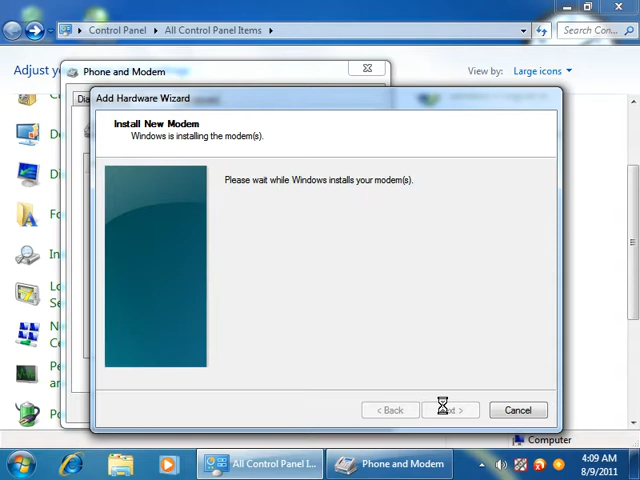 Control Panel
All Control Panel Items
Search Con...
Adjust you
View by: Large icons
Phone and Modem
Add Hardware Wizard
Install New Modem
Windows is installing the modem(s).
Please wait while Windows installs your modem(s).
< Back
Cancel
Computer
All Control Panel I...
Phone and Modem
4:09 AM
8/9/2011